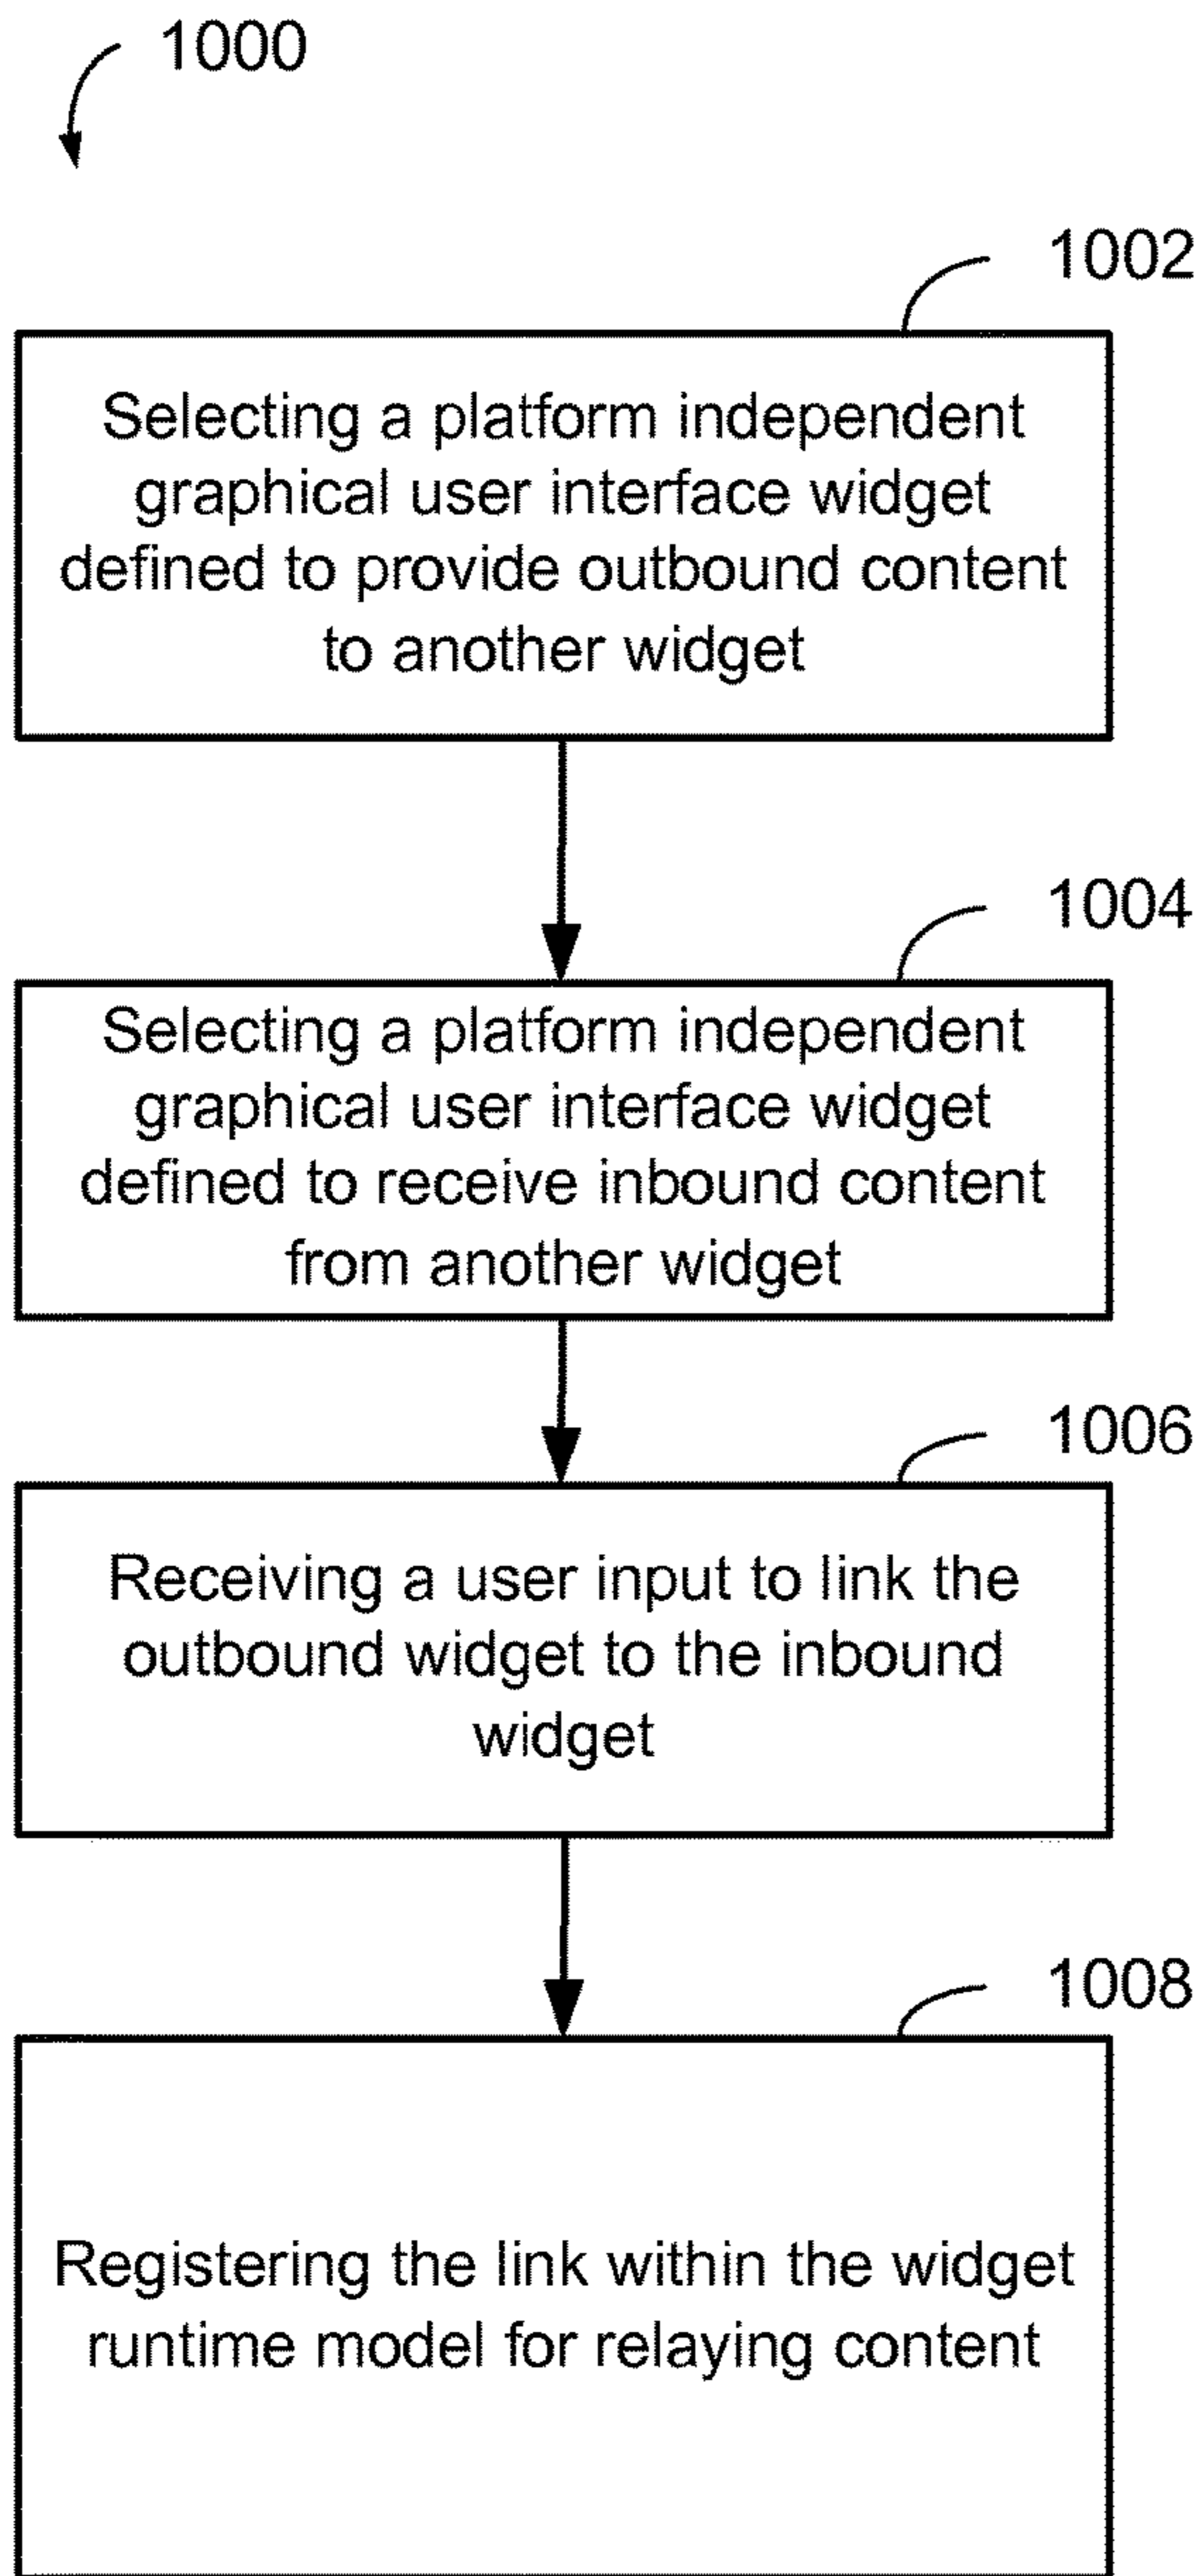 1000
1002
Selecting a platform independent
graphical user interface widget
defined to provide outbound content
to another widget
1004
Selecting a platform independent
graphical user interface widget
defined to receive inbound content
from another widget
1006
Receiving a user input to link the
outbound widget to the inbound
widget
1008
Registering the link within the widget
runtime model for relaying content